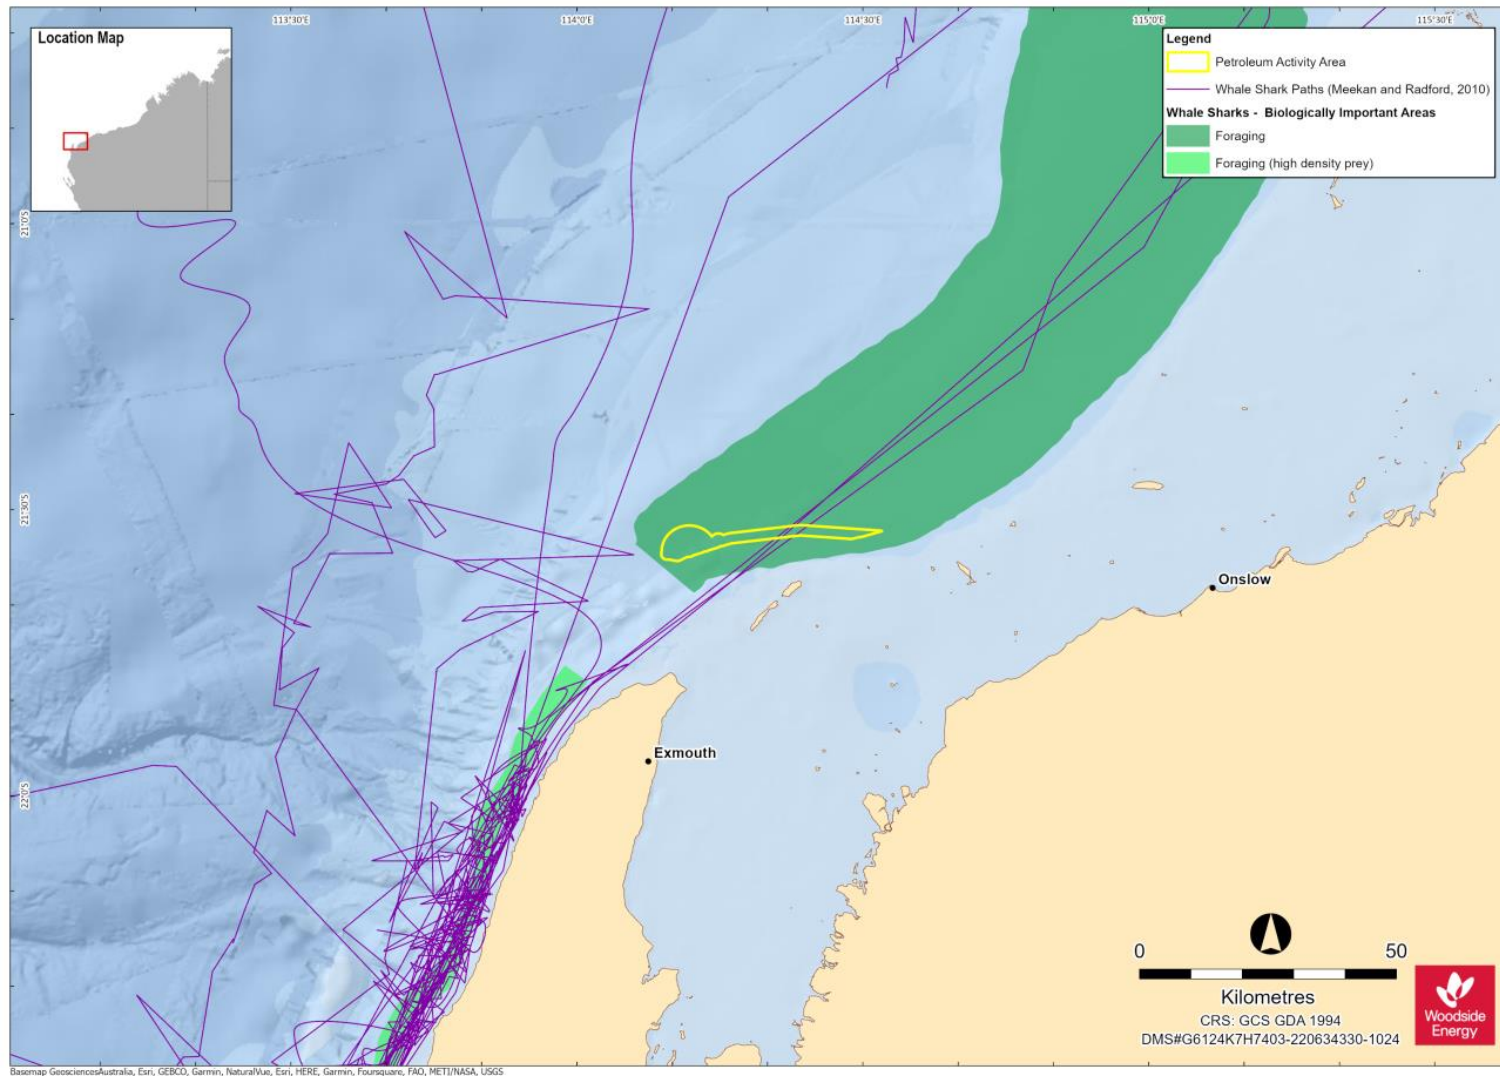 113°30'E
114°0'E
114°30'E
115°0'E
115°30'E
Location Map
Legend
Petroleum Activity Area
Whale Shark Paths (Meekan and Radford, 2010)
Whale Sharks - Biologically Important Areas
Foraging
Foraging (high density prey)
21°0'S
21°30'S
22°0'S
Onslow
Exmouth
0 50
Kilometres
CRS: GCS GDA 1994
DMS#G6124K7H7403-220634330-1024
Woodside
Energy
Basemap GeosciencesAustralia, Esri, GEBCO, Garmin, NaturalVue, Esri, HERE, Garmin, Foursquare, FAO, METI/NASA, USGS